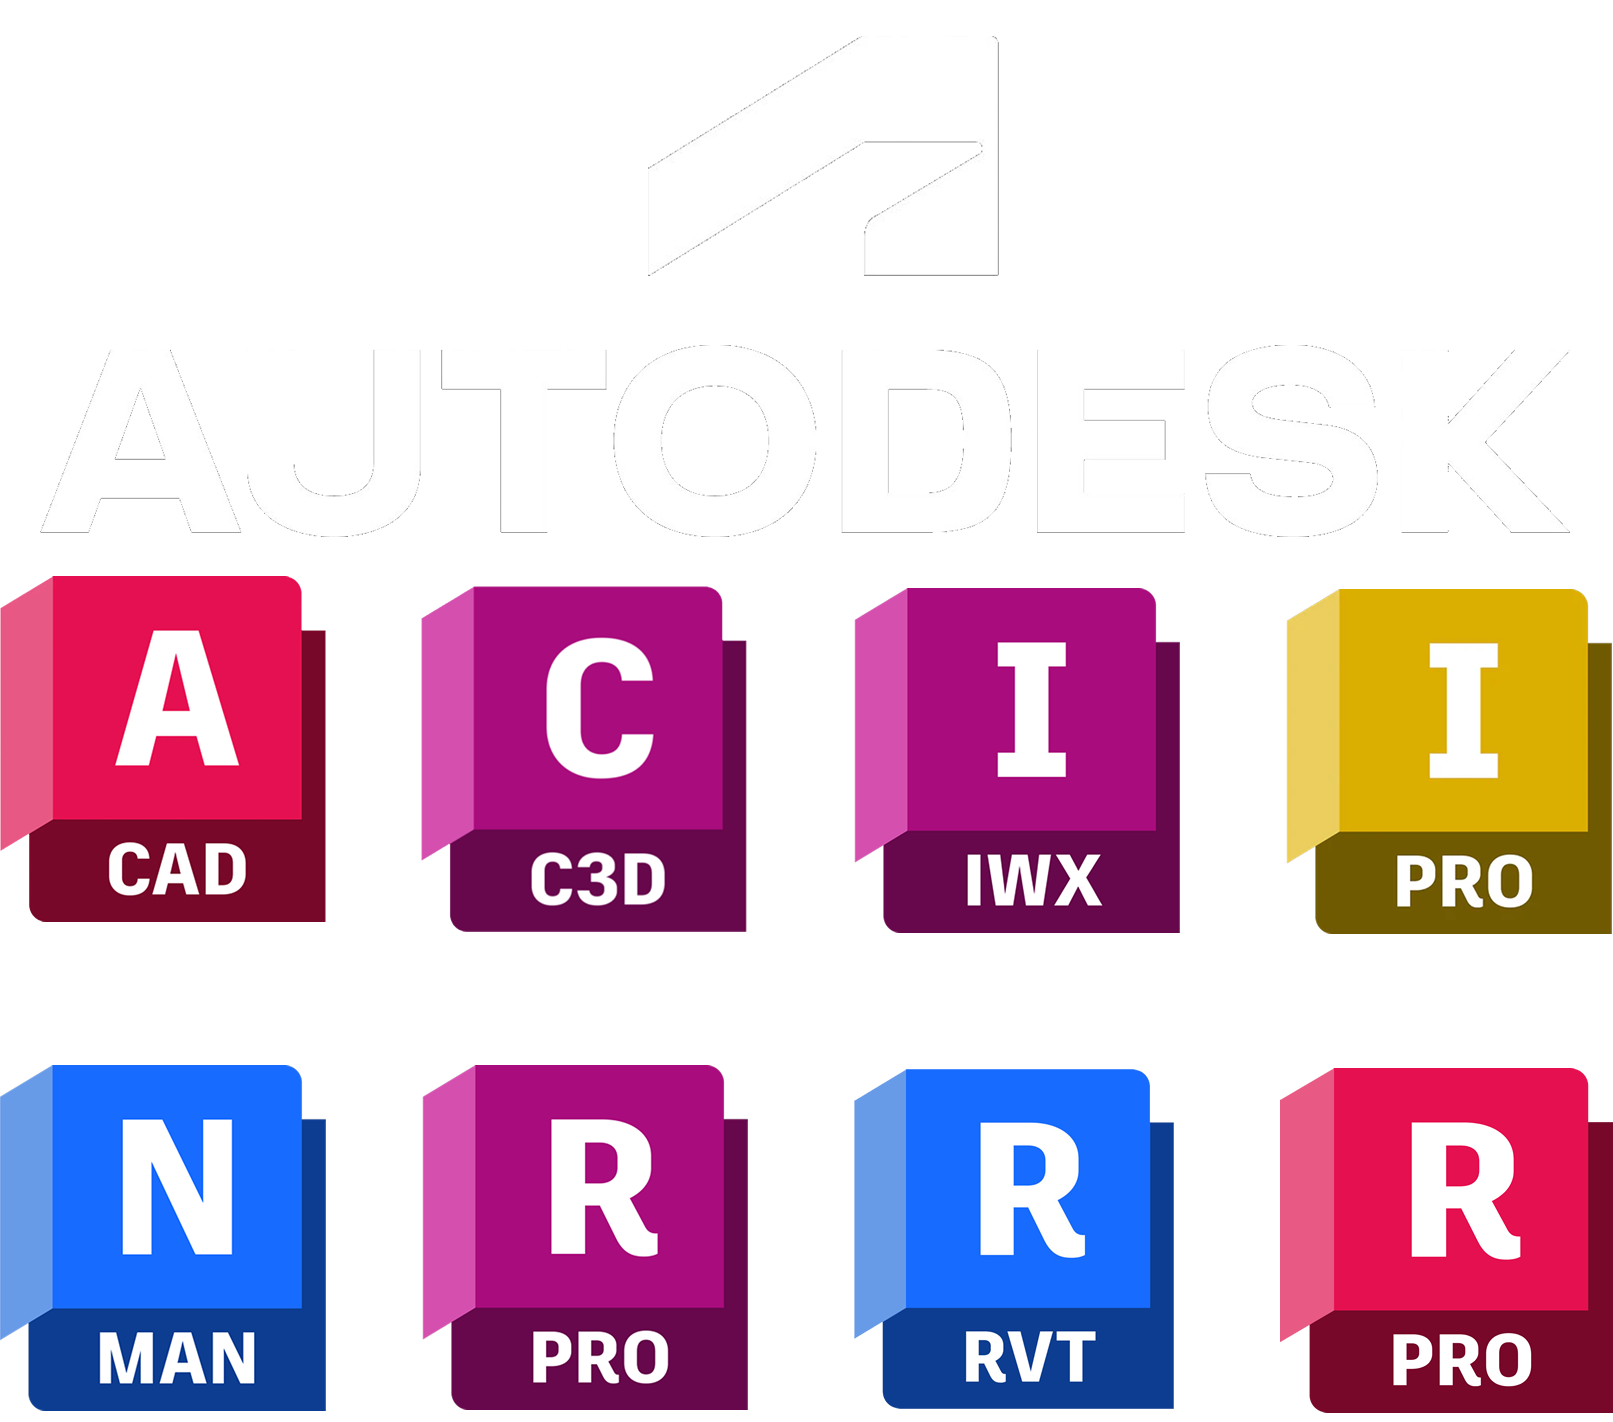 AUTODESK
A C I I
CAD C3D IWX PRO
N R R R
MAN PRO RVT PRO